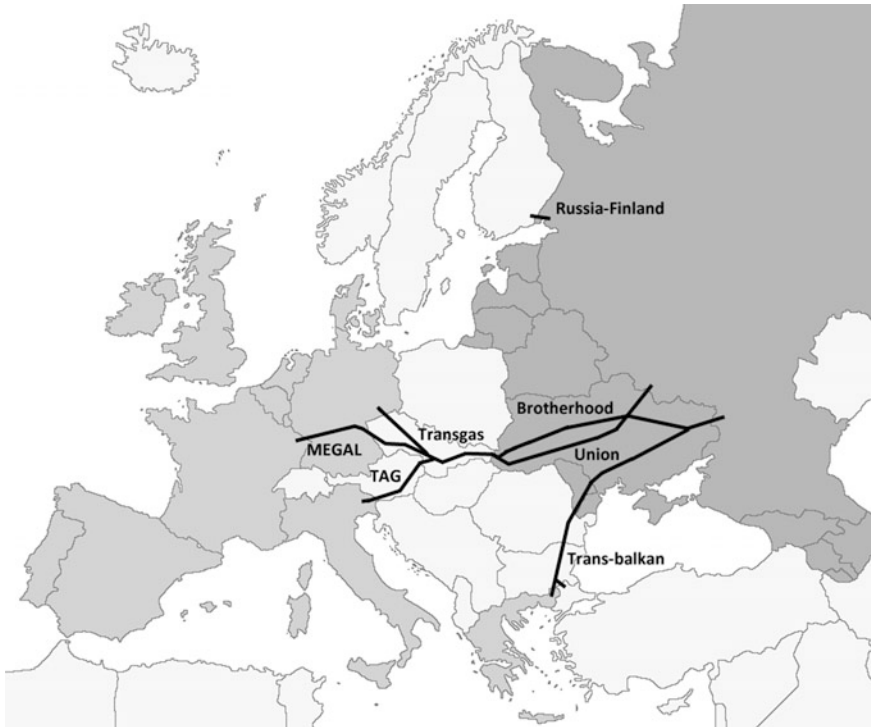 Russia-Finland
Brotherhood
Transgas
MEGAL
Union
TAG
Trans-balkan